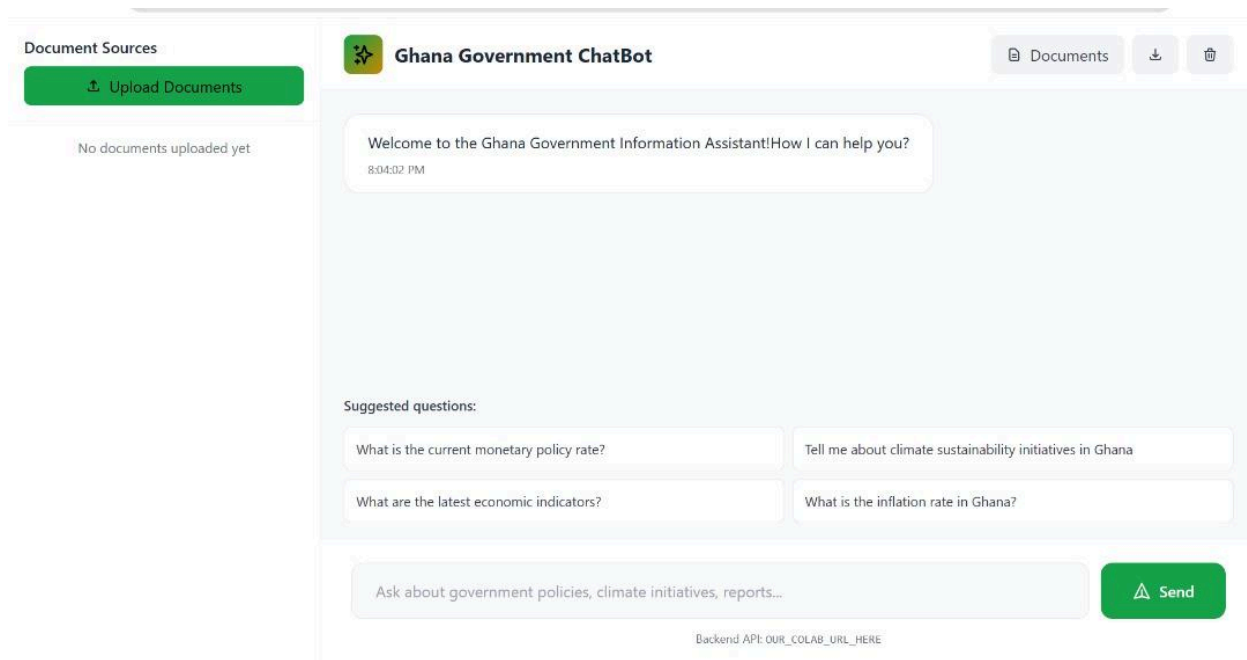 Document Sources
Upload Documents
No documents uploaded yet
Ghana Government ChatBot
Documents
Welcome to the Ghana Government Information Assistant!How I can help you?
8:04:02 PM
Suggested questions:
What is the current monetary policy rate?
Tell me about climate sustainability initiatives in Ghana
What are the latest economic indicators?
What is the inflation rate in Ghana?
Ask about government policies, climate initiatives, reports...
Send
Backend API: OUR_COLAB_URL_HERE